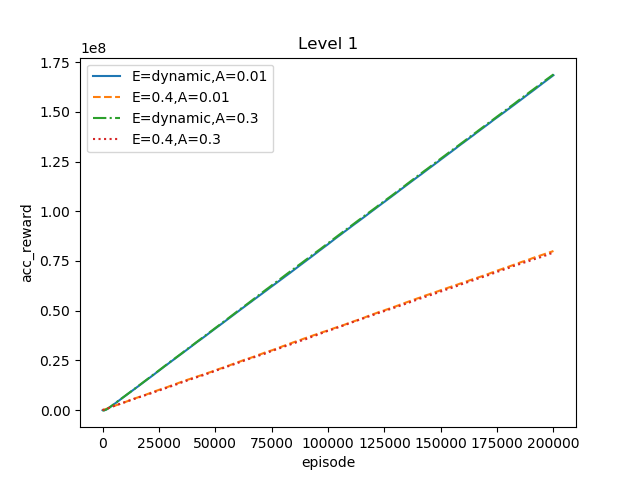 Level 1
1e8
1.75
1.50
1.25
1.00
0.75
0.50
0.25
0.00
acc_reward
E=dynamic,A=0.01
E=0.4,A=0.01
E=dynamic,A=0.3
E=0.4,A=0.3
0 25000 50000 75000 100000 125000 150000 175000 200000
episode